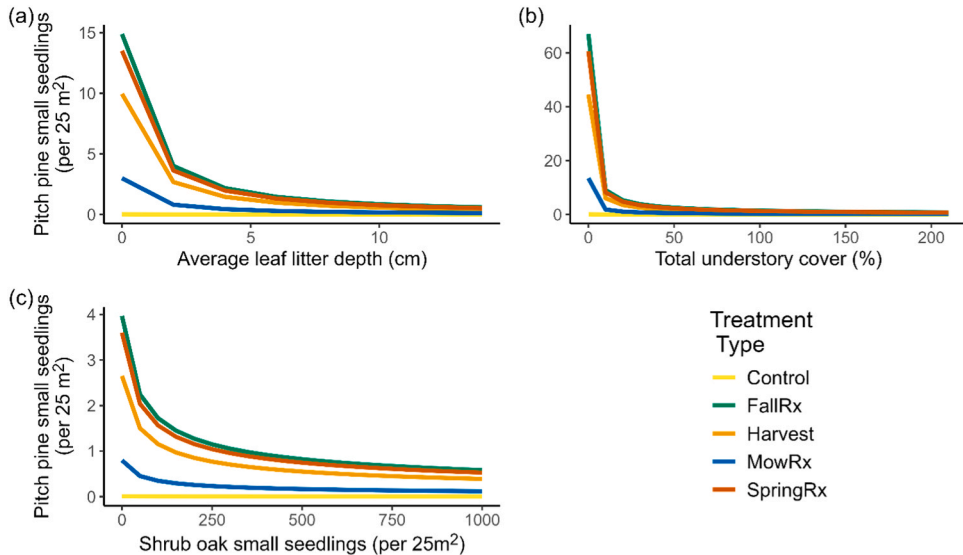 (a)
Pitch pine small seedlings
(per 25 m²)
15
10
5
0
0 5 10
Average leaf litter depth (cm)
(b)
60
40
20
0
0 50 100 150 200
Total understory cover (%)
(c)
Pitch pine small seedlings
(per 25 m²)
4
3
2
1
0
0 250 500 750 1000
Shrub oak small seedlings (per 25m²)
Treatment
Type
Control
FallRx
Harvest
MowRx
SpringRx